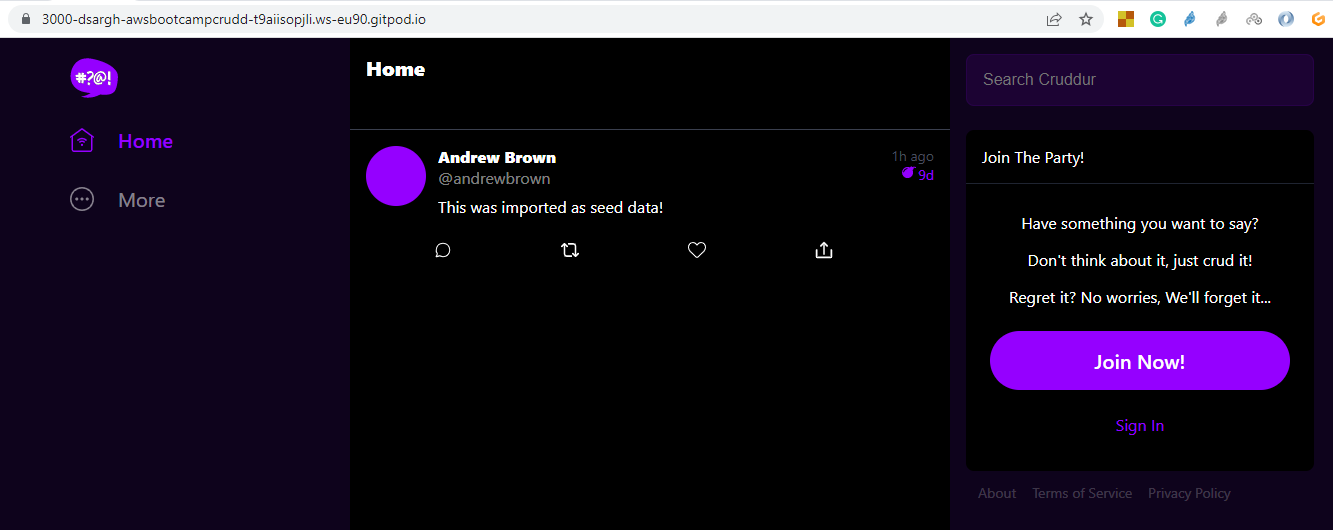 3000-dsargh-awsbootcampcrudd-t9aiisopjli.ws-eu90.gitpod.io
#?@!
Home
More
Home
Andrew Brown
1h ago
@andrewbrown
9d
This was imported as seed data!
Search Cruddur
Join The Party!
Have something you want to say?
Don't think about it, just crud it!
Regret it? No worries, We'll forget it...
Join Now!
Sign In
About Terms of Service Privacy Policy